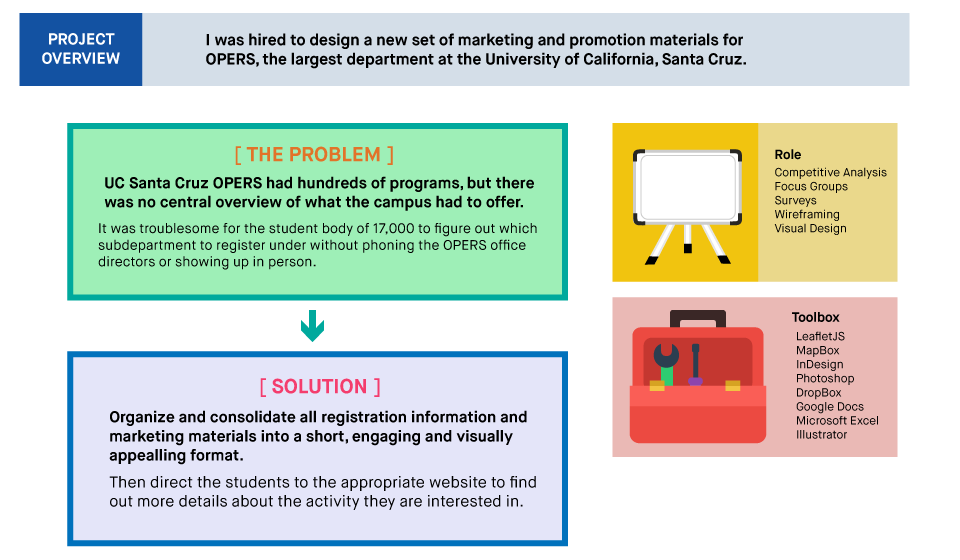 PROJECT
OVERVIEW
I was hired to design a new set of marketing and promotion materials for
OPERS, the largest department at the University of California, Santa Cruz.
[ THE PROBLEM ]
UC Santa Cruz OPERS had hundreds of programs, but there
was no central overview of what the campus had to offer.
It was troublesome for the student body of 17,000 to figure out which
subdepartment to register under without phoning the OPERS office
directors or showing up in person.
[ SOLUTION ]
Organize and consolidate all registration information and
marketing materials into a short, engaging and visually
appealling format.
Then direct the students to the appropriate website to find
out more details about the activity they are interested in.
Role
Competitive Analysis
Focus Groups
Surveys
Wireframing
Visual Design
Toolbox
LeafletJS
MapBox
InDesign
Photoshop
DropBox
Google Docs
Microsoft Excel
Illustrator